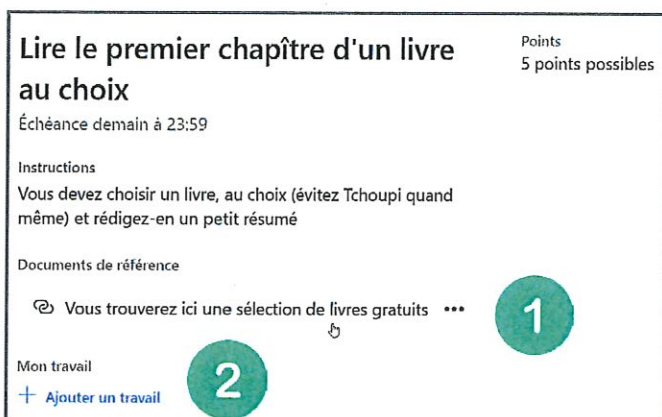 Lire le premier chapître d'un livre
au choix
Points
5 points possibles
Échéance demain à 23:59
Instructions
Vous devez choisir un livre, au choix (évitez Tchoupi quand
même) et rédigez-en un petit résumé
Documents de référence
Vous trouverez ici une sélection de livres gratuits •••
1
Mon travail
2
+ Ajouter un travail